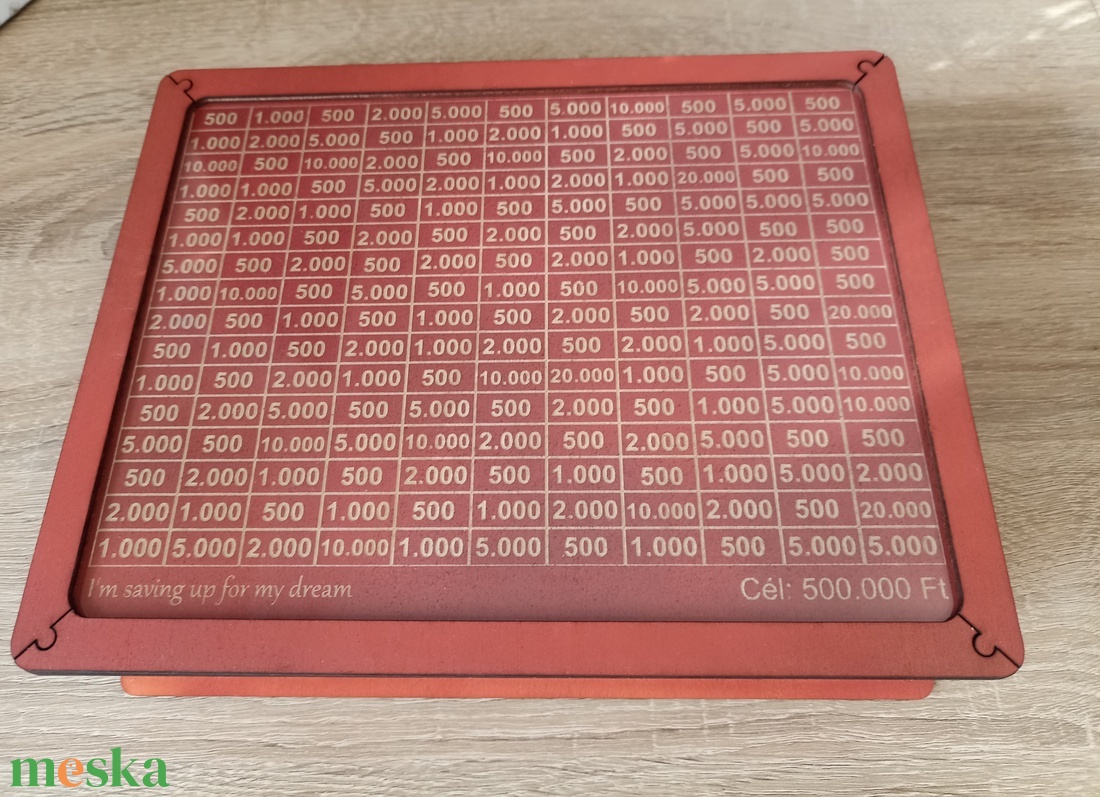 500 1.000 500 2.000 5.000 500 5.000 10.000 500 5.000 500
1.000 2.000 5.000 500 1.000 2.000 1.000 500 5.000 500 5.000
10.000 500 10.000 2.000 500 10.000 500 2.000 500 5.000 10.000
1.000 1.000 500 5.000 2.000 1.000 2.000 1.000 20.000 500 500
500 2.000 1.000 500 1.000 500 5.000 500 5.000 5.000 5.000
1.000 1.000 500 2.000 500 2.000 500 2.000 5.000 500 500
5.000 500 2.000 500 2.000 500 2.000 1.000 500 2.000 500
1.000 10.000 500 5.000 500 1.000 500 10.000 5.000 5.000 500
2.000 500 1.000 500 1.000 500 2.000 500 2.000 500 20.000
500 1.000 500 2.000 1.000 2.000 500 2.000 1.000 5.000 500
1.000 500 2.000 1.000 500 10.000 20.000 1.000 500 5.000 10.000
500 2.000 5.000 500 5.000 500 2.000 500 1.000 5.000 10.000
5.000 500 10.000 5.000 10.000 2.000 500 2.000 5.000 500 500
500 2.000 1.000 500 2.000 500 1.000 500 1.000 5.000 2.000
2.000 1.000 500 1.000 500 1.000 2.000 10.000 2.000 500 20.000
1.000 5.000 2.000 10.000 1.000 5.000 500 1.000 500 5.000 5.000
I'm saving up for my dream Cél: 500.000 Ft
meska